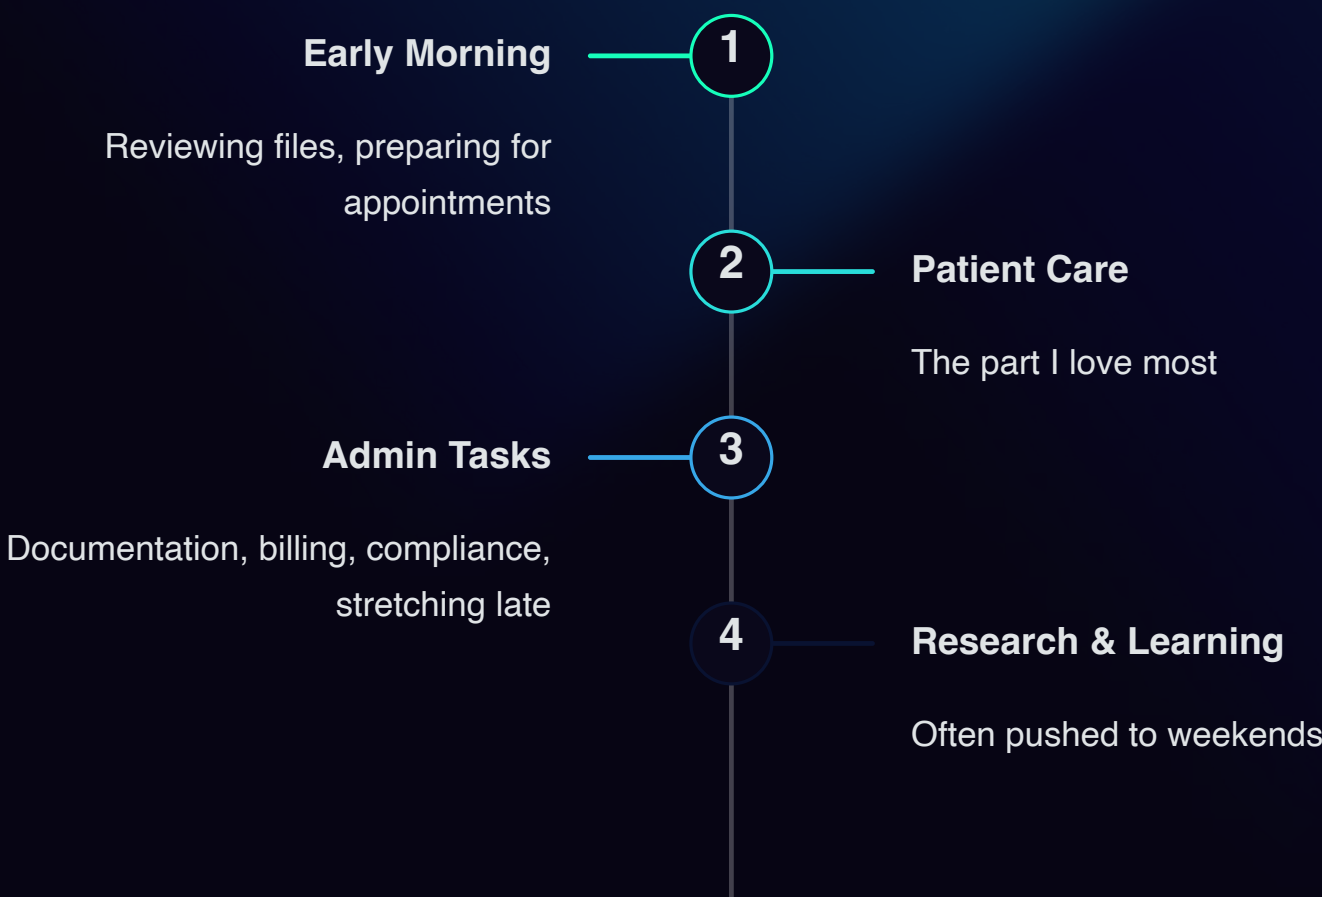 1
Early Morning
Reviewing files, preparing for
appointments
2
Patient Care
The part I love most
3
Admin Tasks
Documentation, billing, compliance,
stretching late
4
Research & Learning
Often pushed to weekends